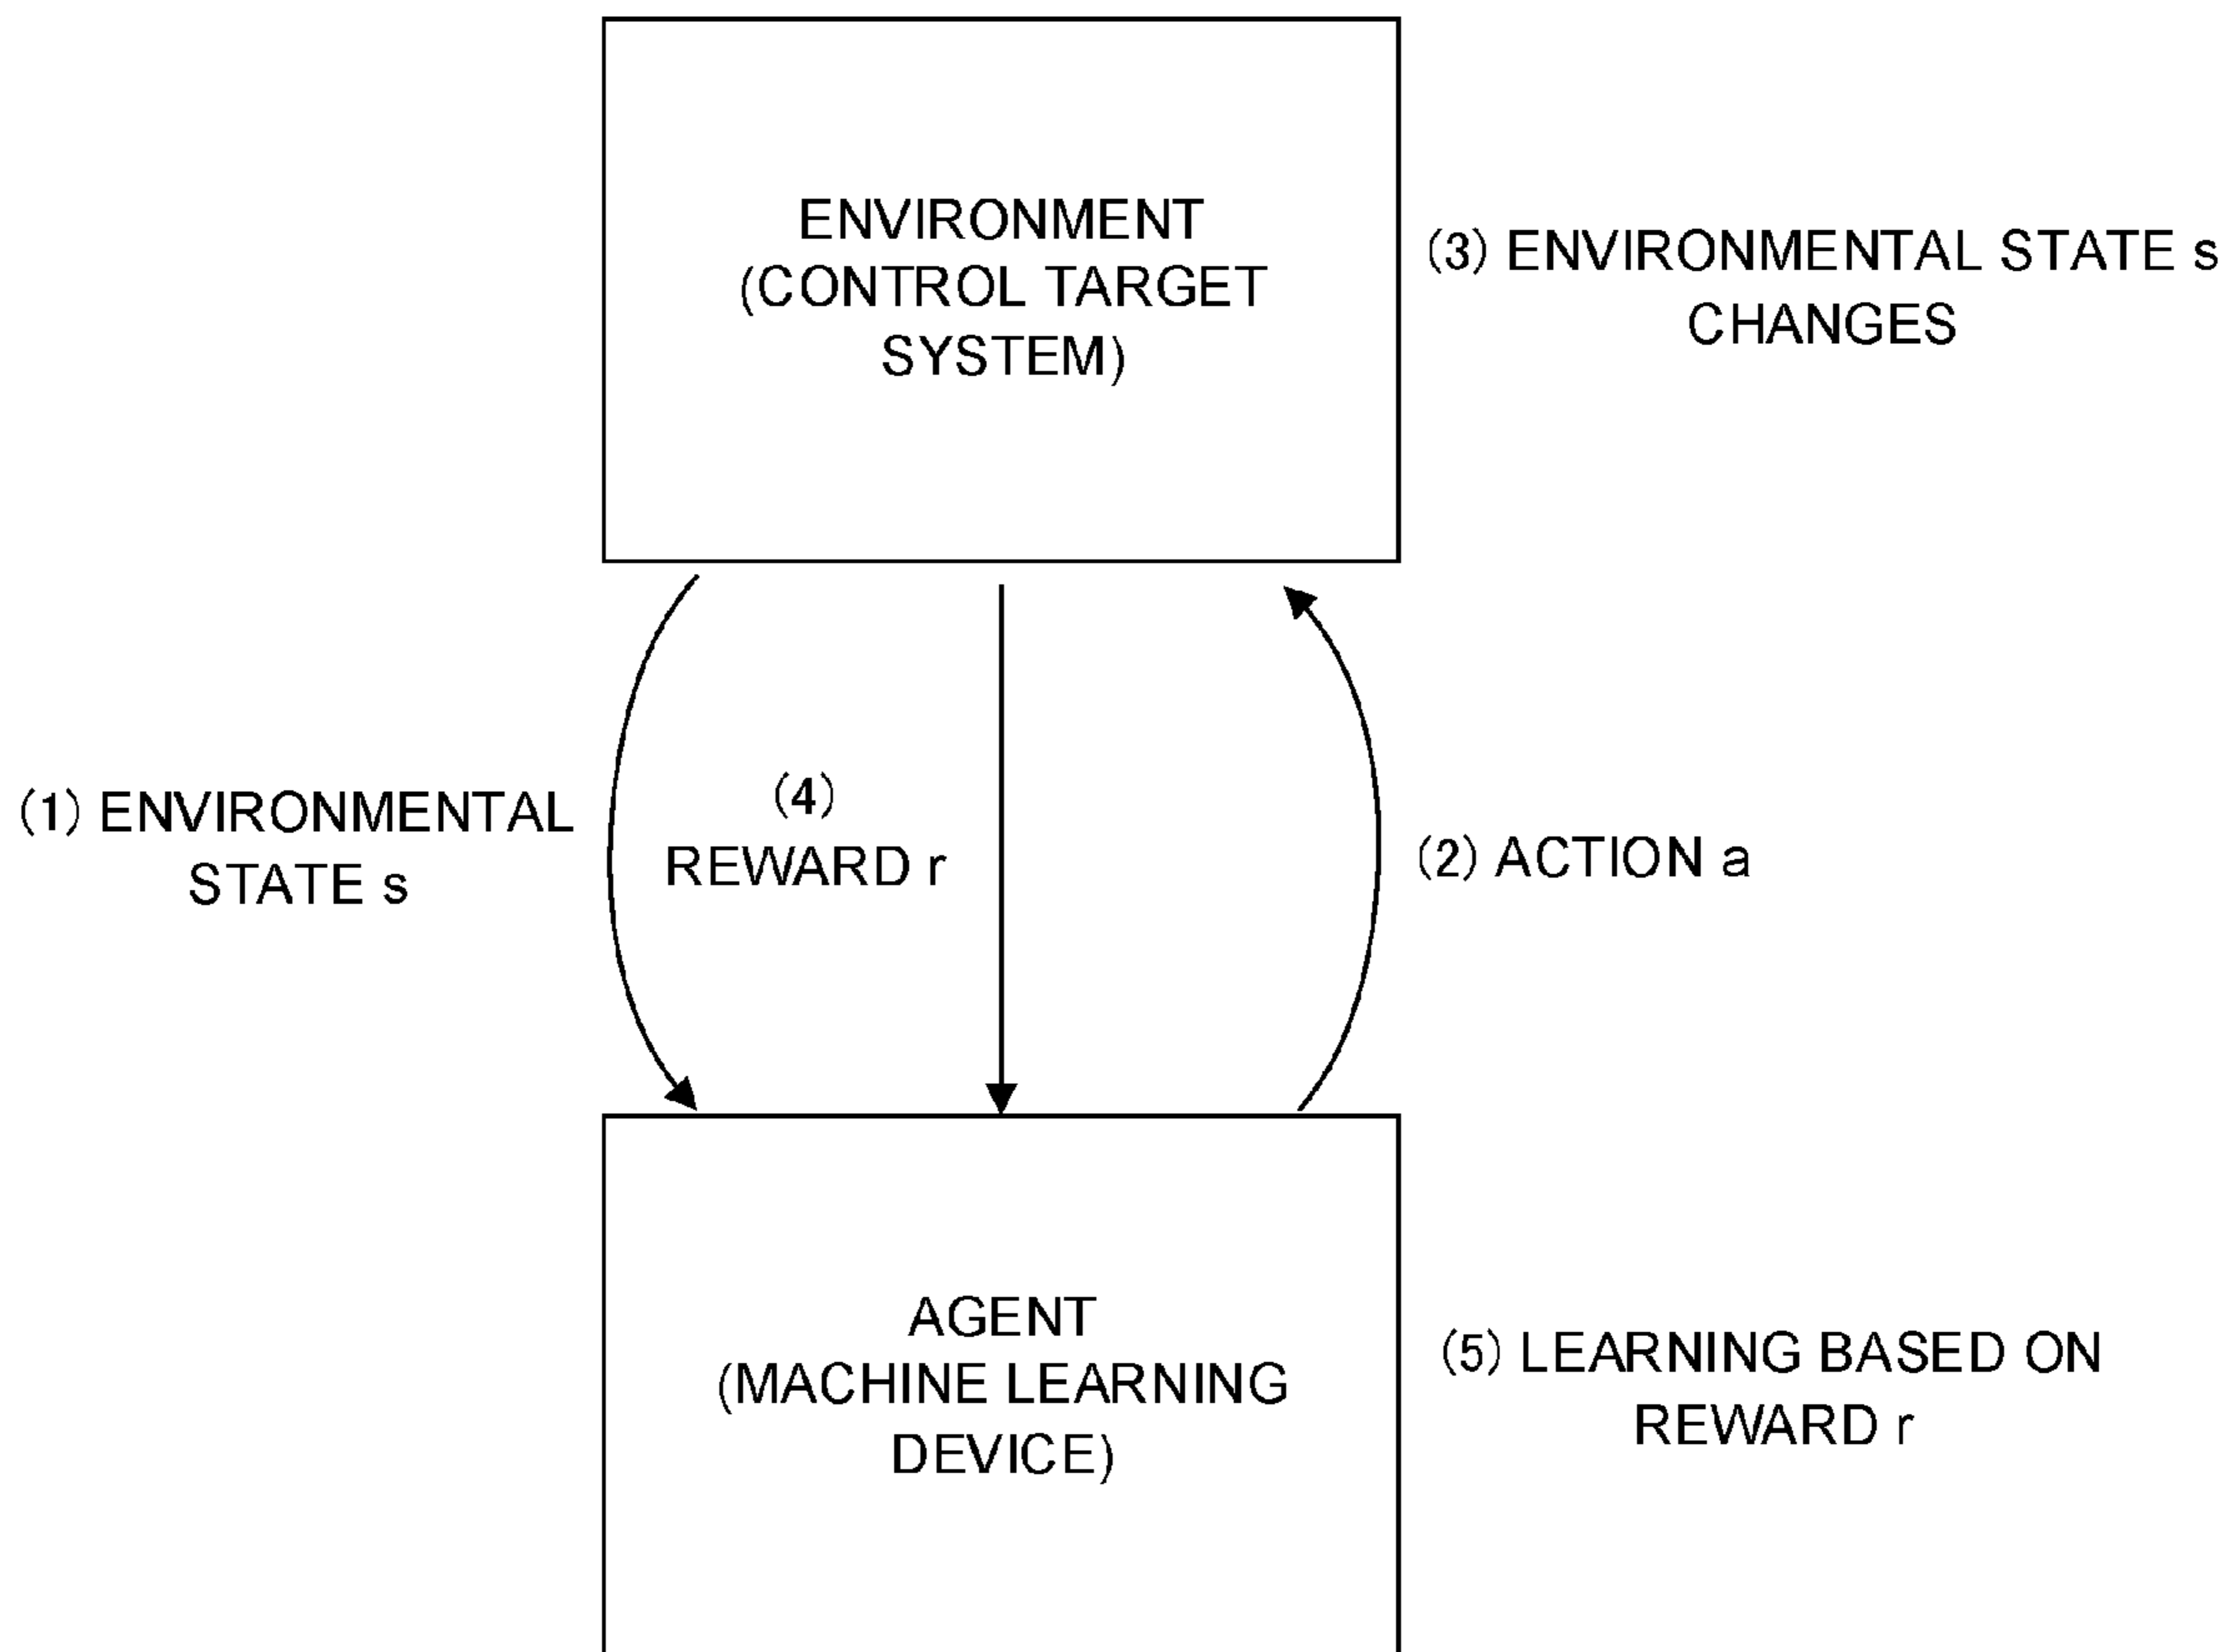 ENVIRONMENT
(CONTROL TARGET
SYSTEM)
(3) ENVIRONMENTAL STATE s
CHANGES
(1) ENVIRONMENTAL
STATE s
(4)
REWARD r
(2) ACTION a
AGENT
(MACHINE LEARNING
DEVICE)
(5) LEARNING BASED ON
REWARD r